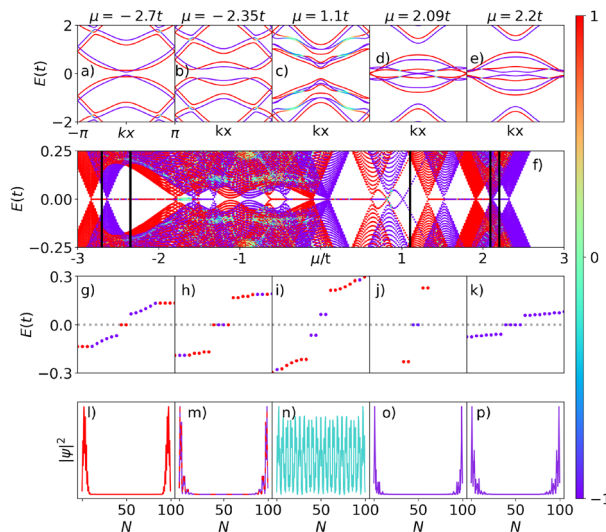 μ = −2.7t μ = −2.35t μ = 1.1t μ = 2.09t μ = 2.2t
2 1
E(t) 0 a) b) c) d) e)
−2
−π kx π kx kx kx kx
0.25 f)
E(t) 0.00
−0.25
−3 −2 −1 0 1 2 3
μ/t
0.3 g) h) i) j) k)
E(t) 0.0
−0.3
0
l) m) n) o) p)
|ψ|²
50 100 50 100 50 100 50 100 50 100
N N N N N
−1